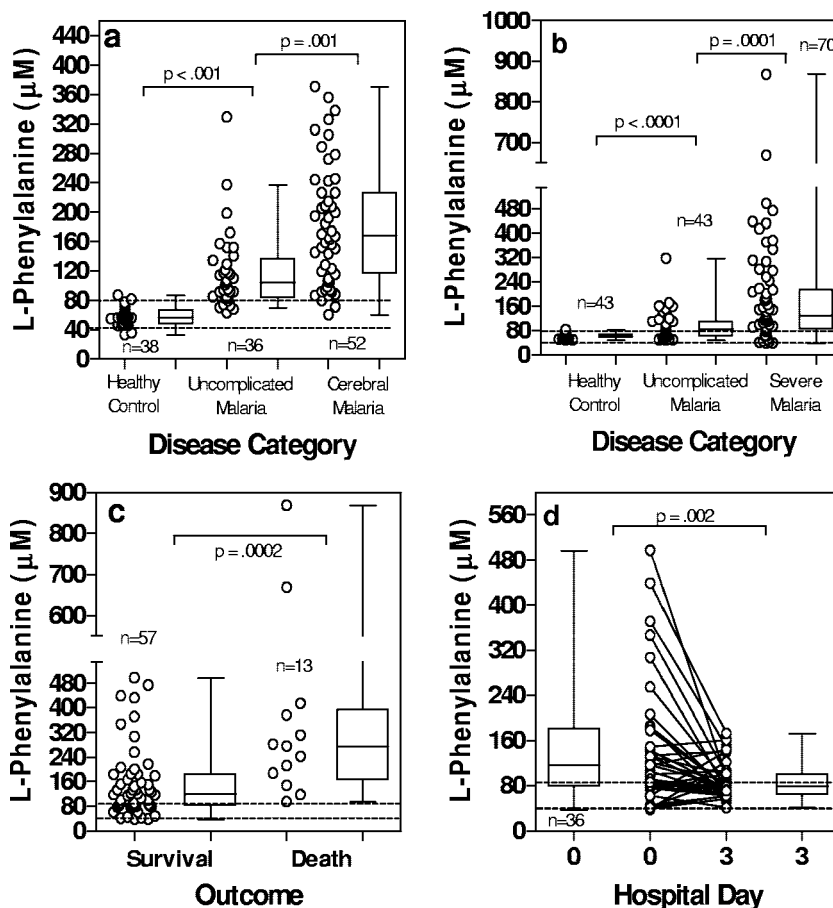 a
L-Phenylalanine (μM)
440
400
360
320
280
240
200
160
120
80
40
0
p < .001
p = .001
n=38
n=36
n=52
Healthy Control
Uncomplicated Malaria
Cerebral Malaria
Disease Category
b
L-Phenylalanine (μM)
1000
900
800
700
480
400
320
240
160
80
0
p < .0001
p = .0001
n=43
n=43
n=70
Healthy Control
Uncomplicated Malaria
Severe Malaria
Disease Category
c
L-Phenylalanine (μM)
900
800
700
600
480
400
320
240
160
80
0
p = .0002
n=57
n=13
Survival
Death
Outcome
d
L-Phenylalanine (μM)
560
480
400
320
240
160
80
0
p = .002
n=36
0
0
3
3
Hospital Day